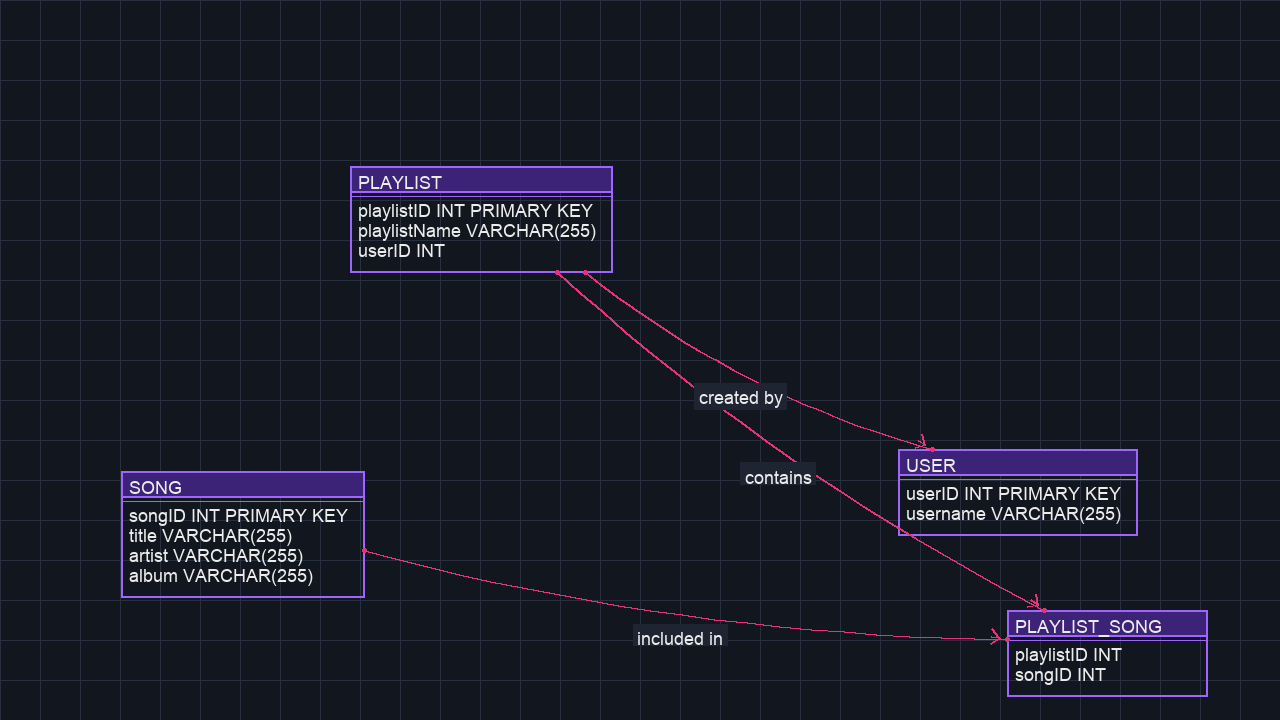 PLAYLIST
playlistID INT PRIMARY KEY
playlistName VARCHAR(255)
userID INT
created by
USER
userID INT PRIMARY KEY
username VARCHAR(255)
contains
SONG
songID INT PRIMARY KEY
title VARCHAR(255)
artist VARCHAR(255)
album VARCHAR(255)
included in
PLAYLIST_SONG
playlistID INT
songID INT